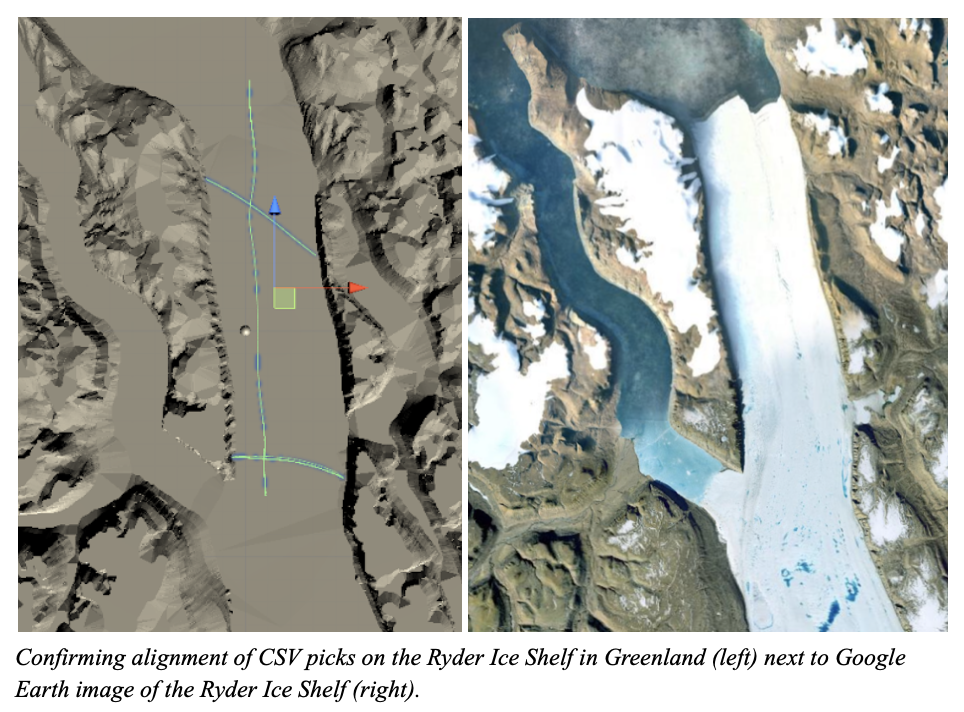 Confirming alignment of CSV picks on the Ryder Ice Shelf in Greenland (left) next to Google
Earth image of the Ryder Ice Shelf (right).